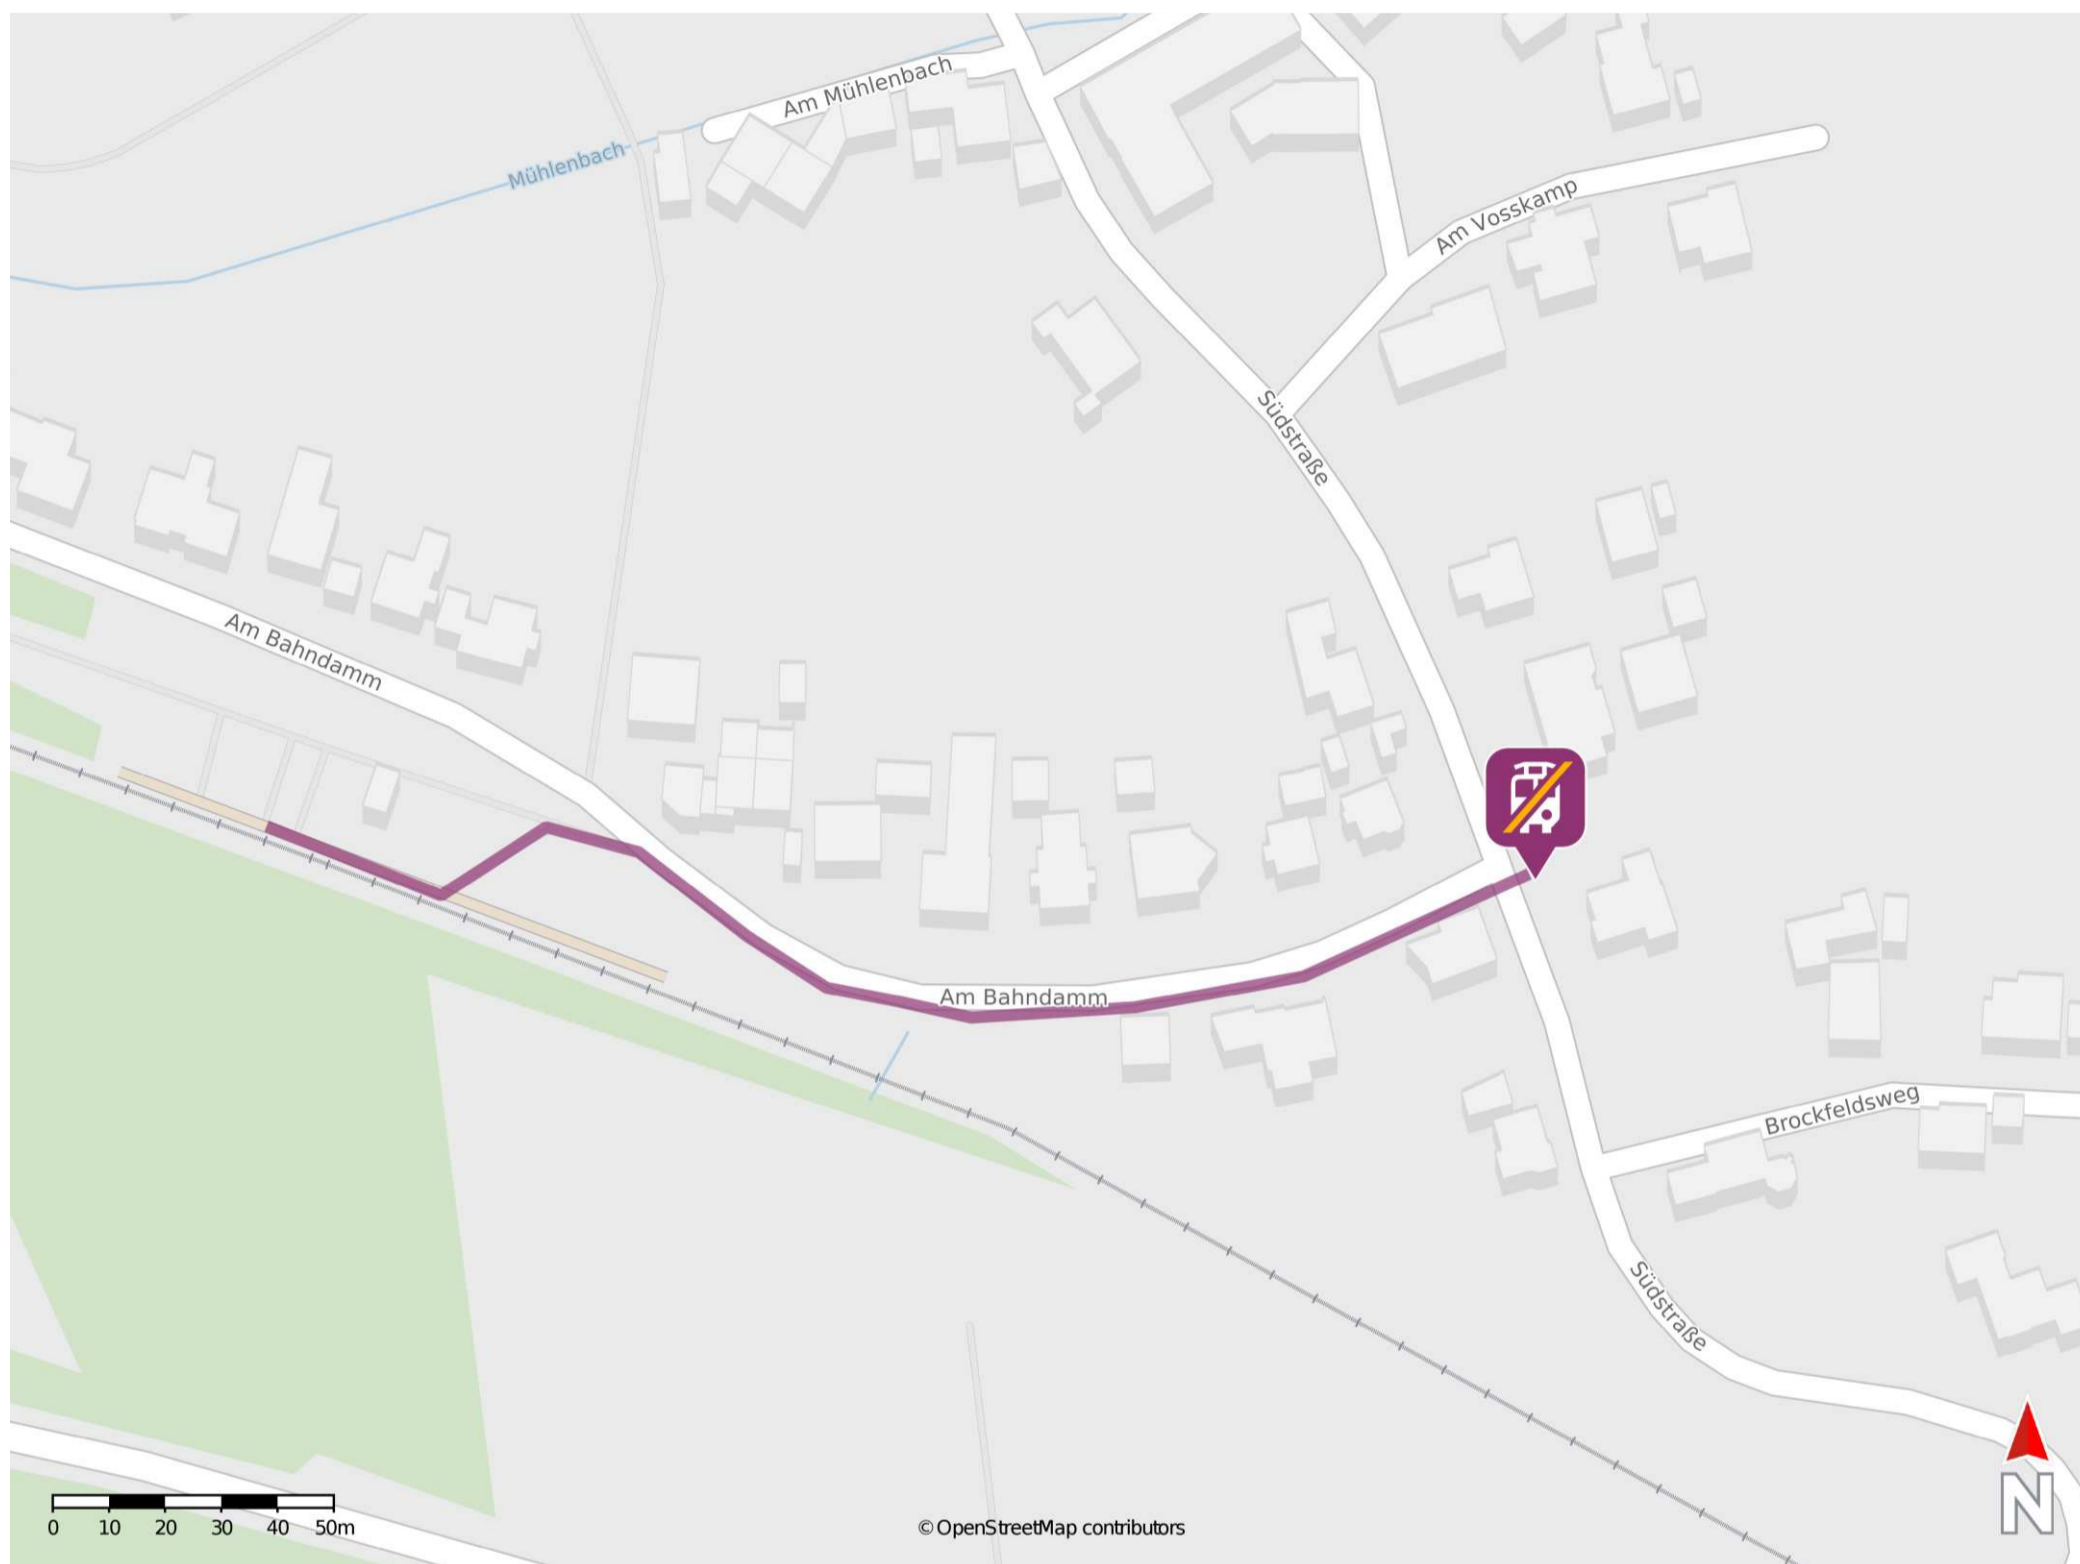 Am Mühlenbach
Mühlenbach
Am Vosskamp
Südstraße
Am Bahndamm
Am Bahndamm
Brockfeldsweg
Südstraße
N
0 10 20 30 40 50m
© OpenStreetMap contributors